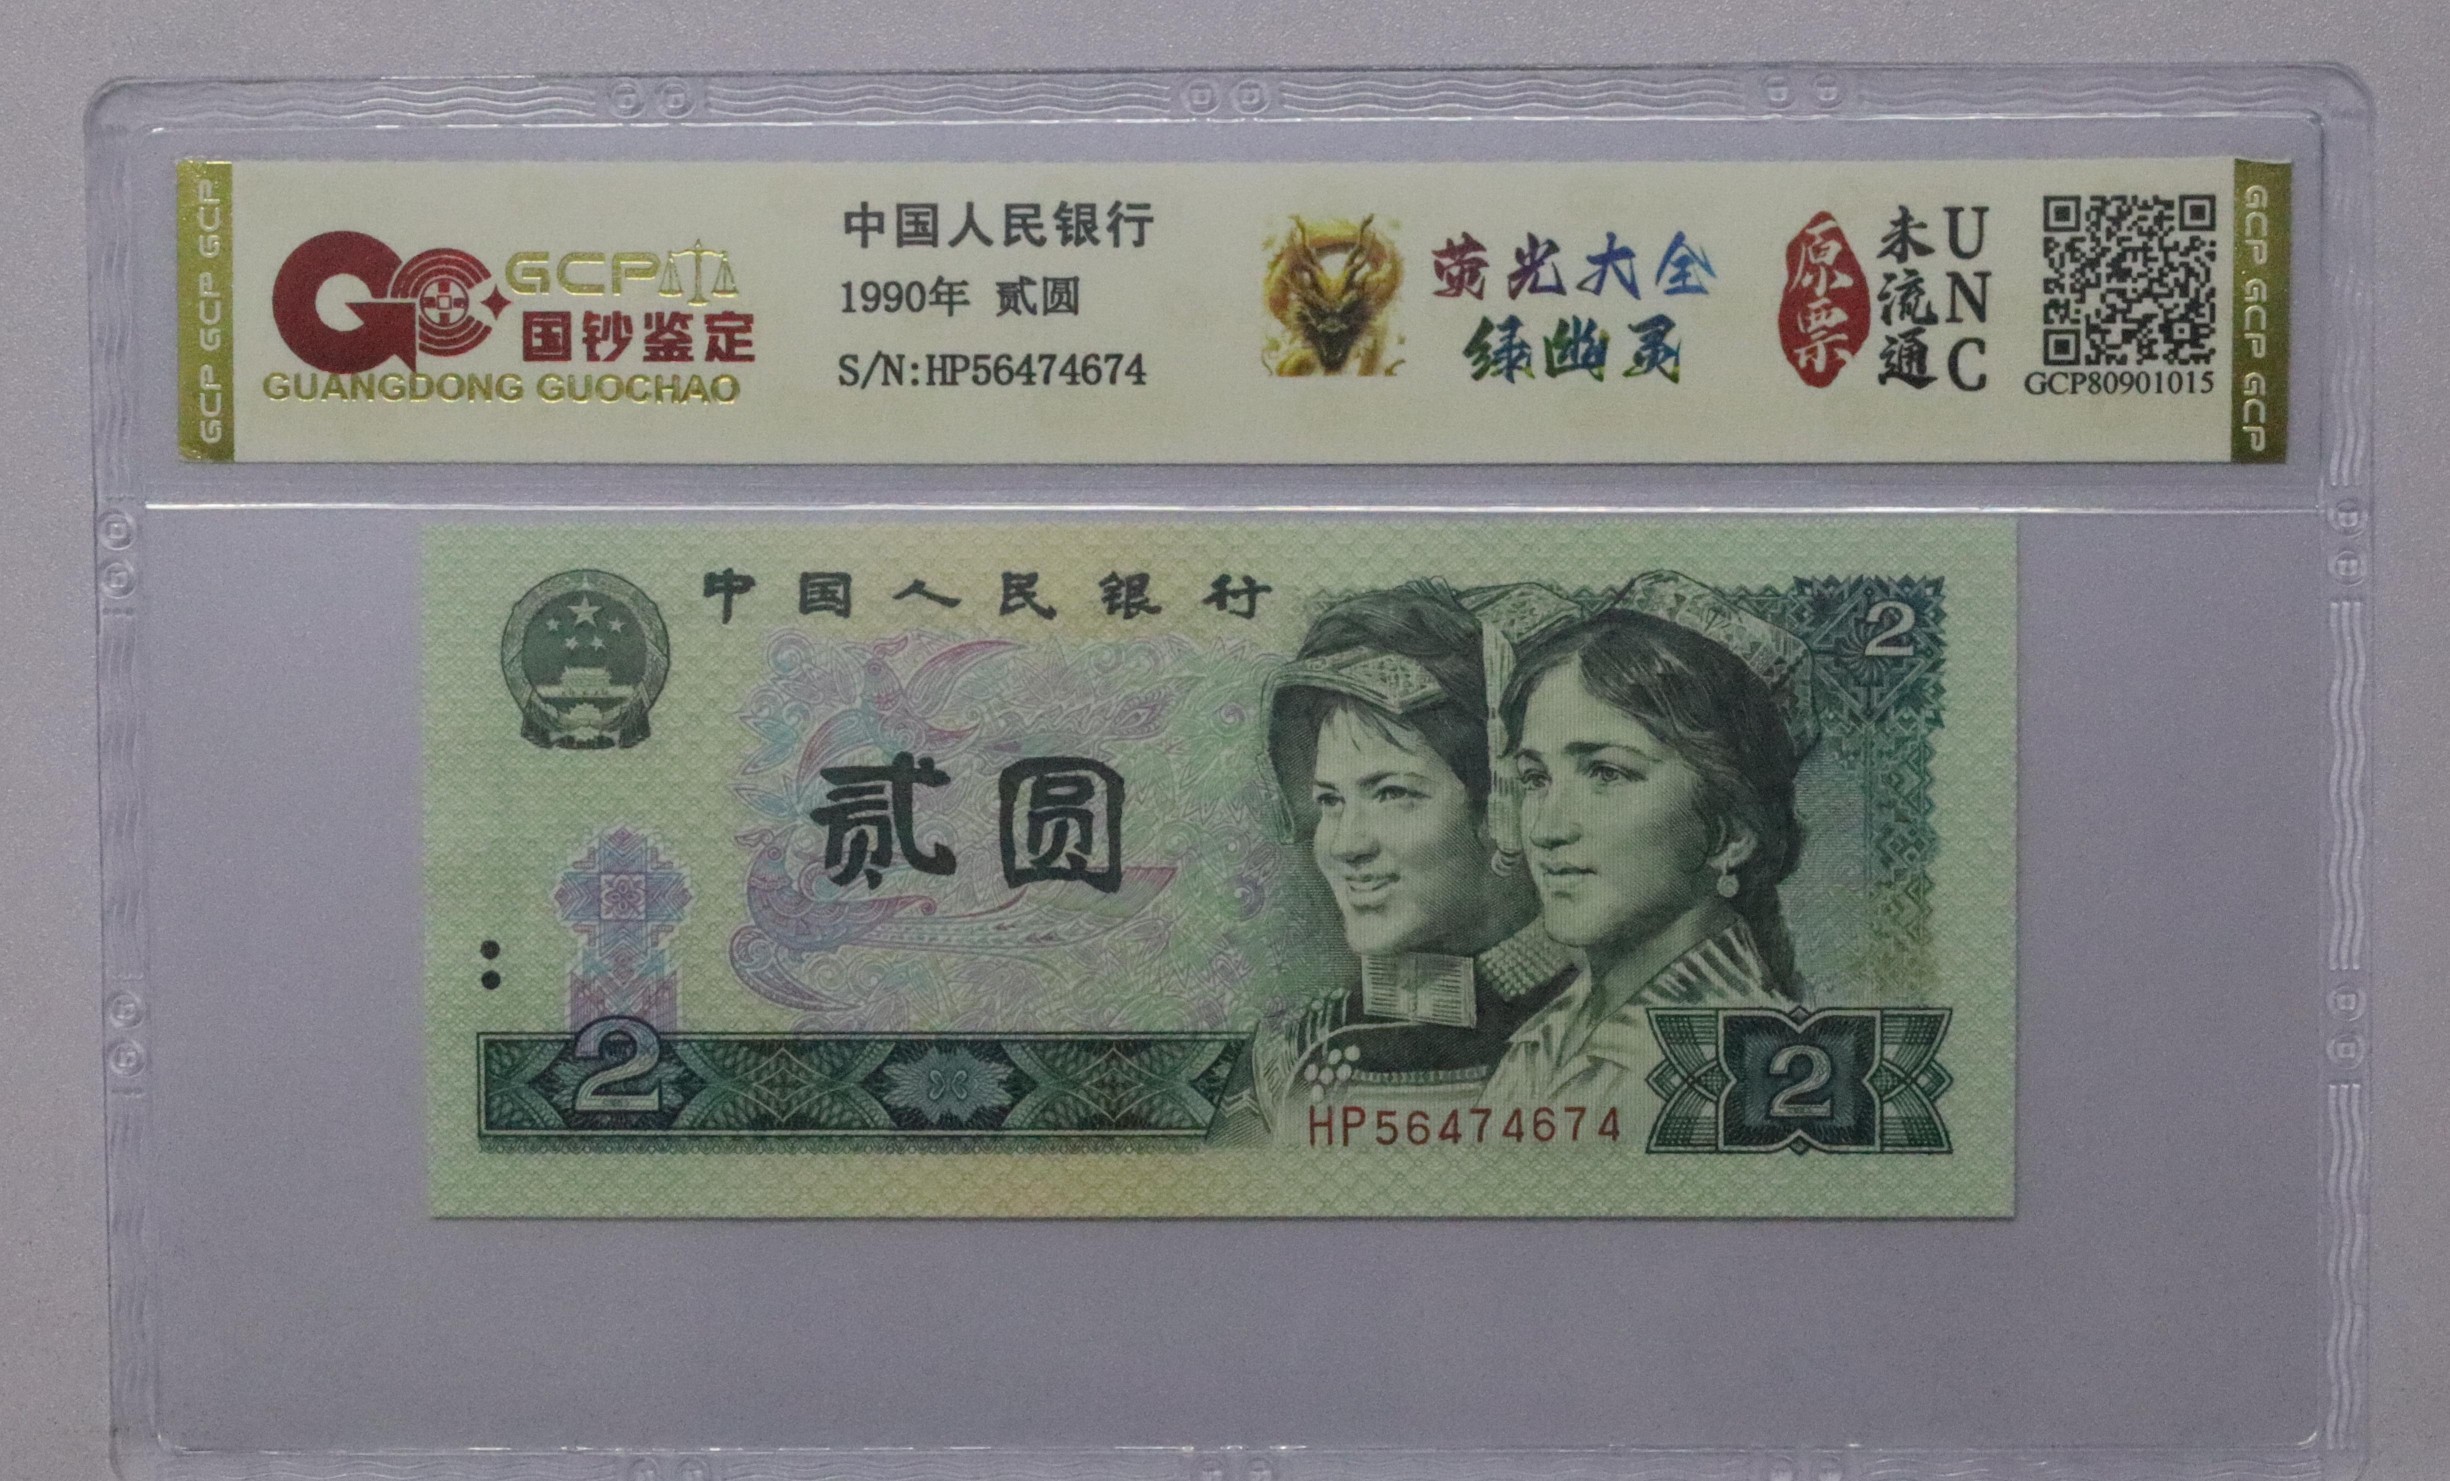 GCP GCP GCP
GCP
国钞鉴定
GUANGDONG GUOCHAO
中国人民银行
1990年 贰圆
S/N:HP56474674
荧光大全
绿幽灵
原票
未流通
UNC
GCP80901015
GCP GCP GCP
中国人民银行
2
贰圆
2
HP56474674
2